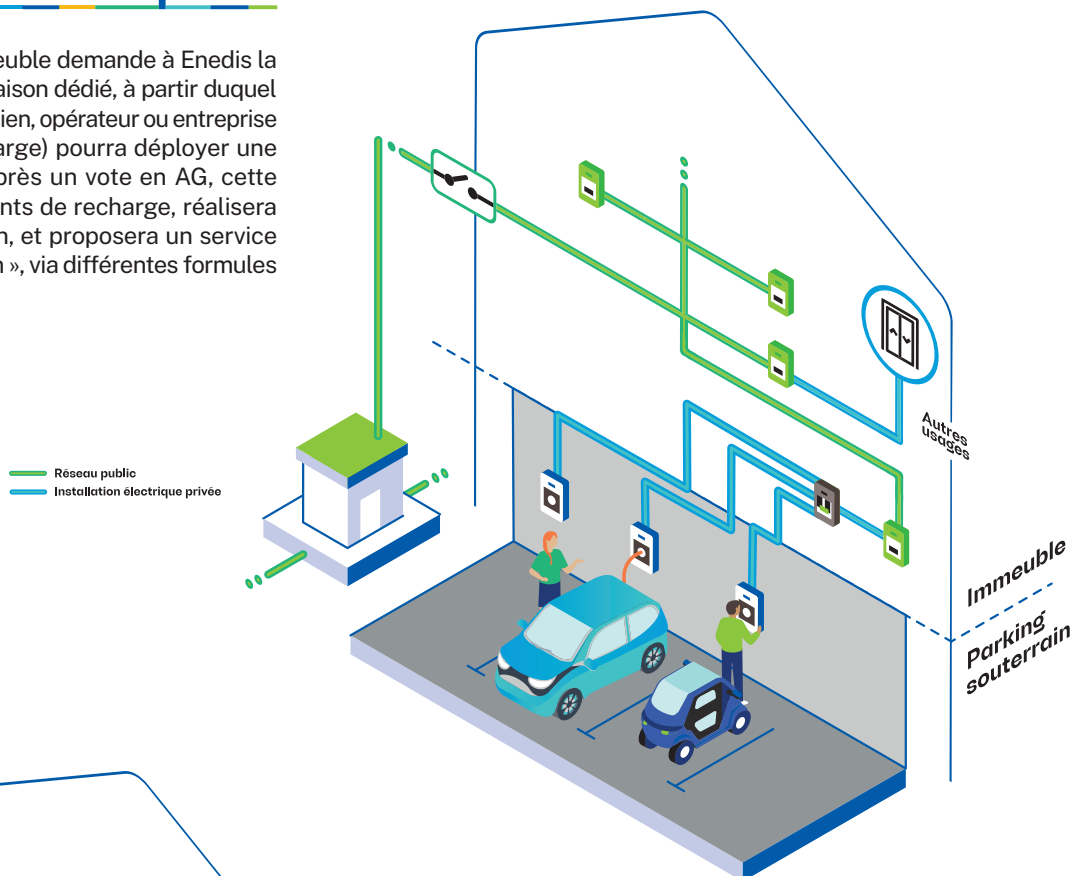 euble demande à Enedis la
aison dédié, à partir duquel
ien, opérateur ou entreprise
arge) pourra déployer une
près un vote en AG, cette
nts de recharge, réalisera
n, et proposera un service
n », via différentes formules
Réseau public
Installation électrique privée
Autres
usages
Immeuble
Parking
souterrain